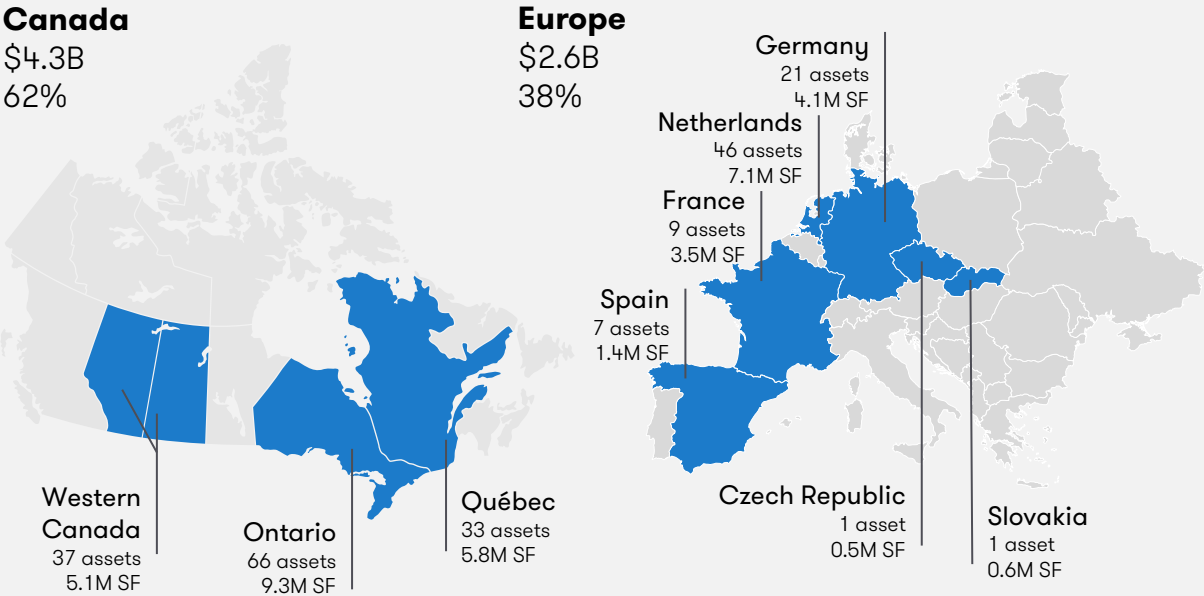 Canada
$4.3B
62%
Western
Canada
37 assets
5.1M SF
Ontario
66 assets
9.3M SF
Québec
33 assets
5.8M SF
Europe
$2.6B
38%
Germany
21 assets
4.1M SF
Netherlands
46 assets
7.1M SF
France
9 assets
3.5M SF
Spain
7 assets
1.4M SF
Czech Republic
1 asset
0.5M SF
Slovakia
1 asset
0.6M SF